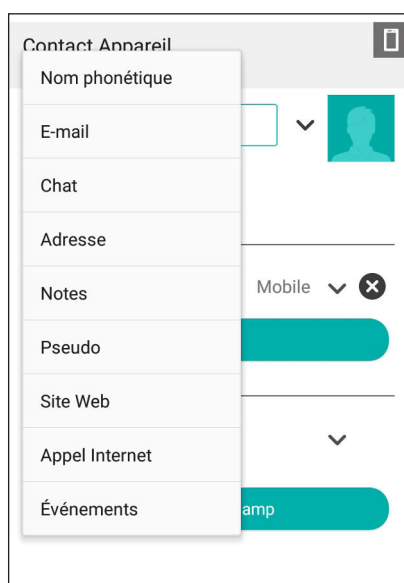 Contact Appareil
Nom phonétique
E-mail
Chat
Adresse
Notes
Mobile
Pseudo
Site Web
Appel Internet
Événements
amp